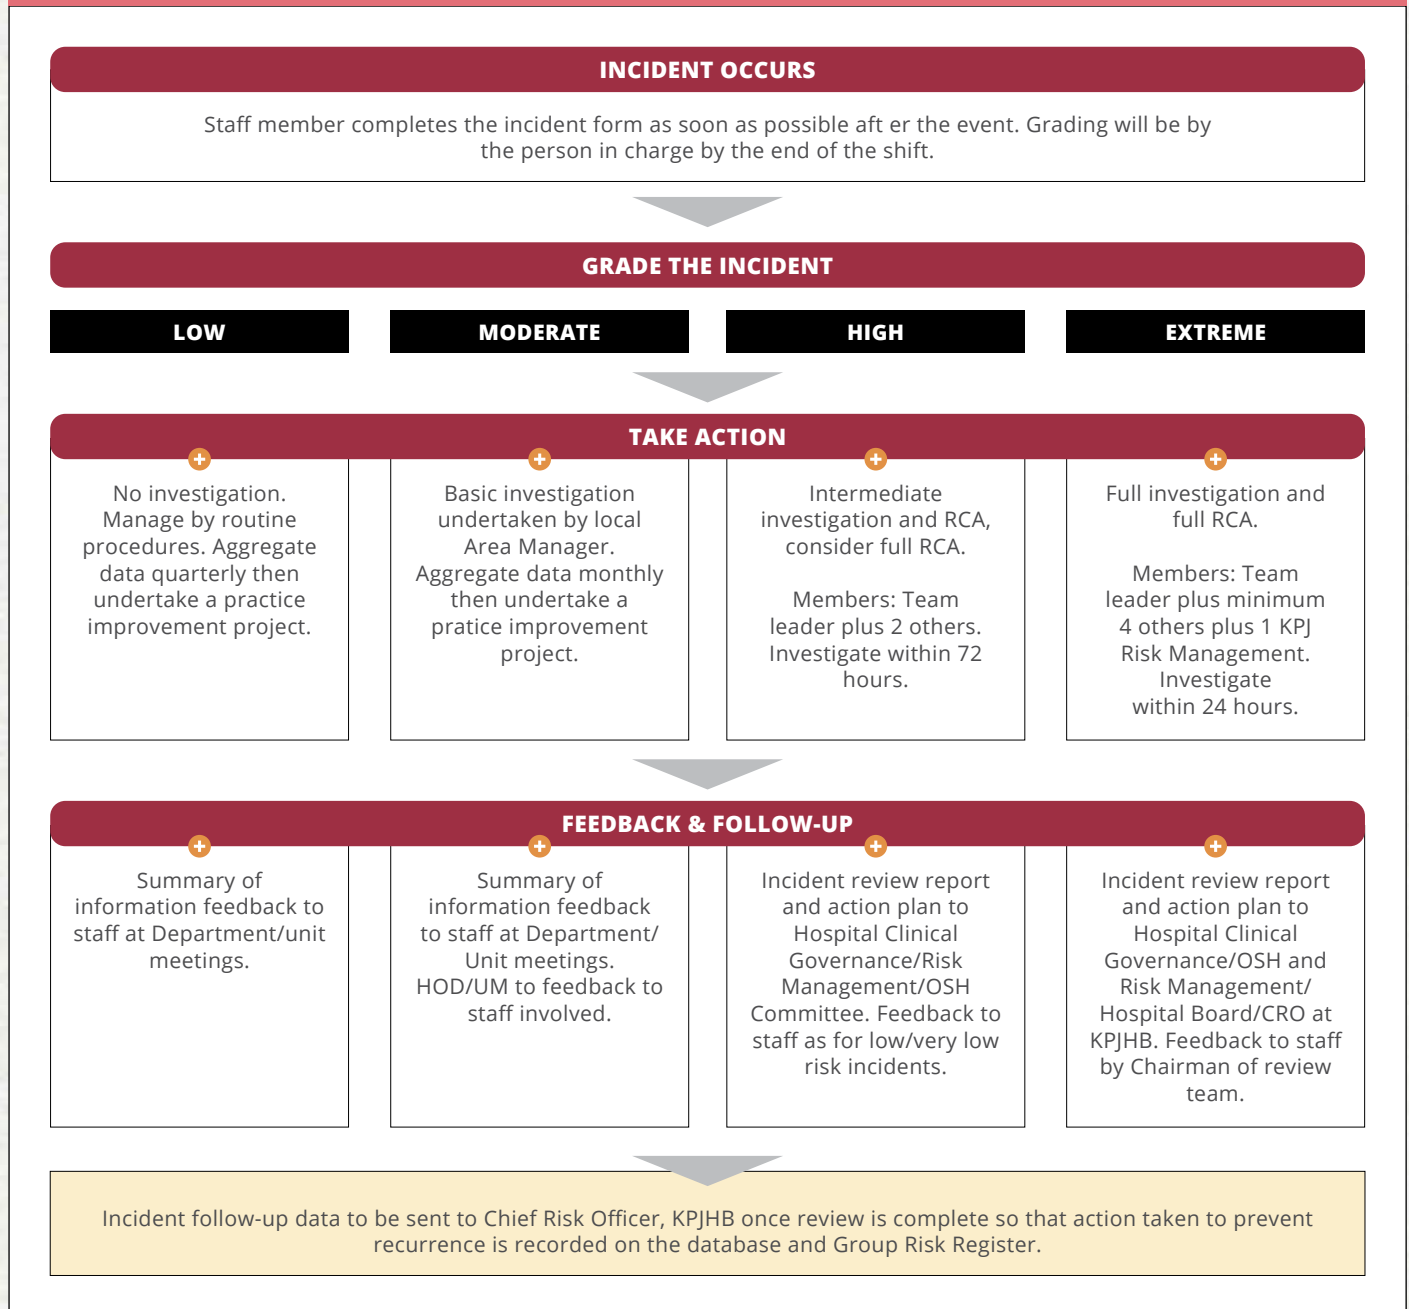 INCIDENT OCCURS
Staff member completes the incident form as soon as possible aft er the event. Grading will be by
the person in charge by the end of the shift.
GRADE THE INCIDENT
LOW
MODERATE
HIGH
EXTREME
TAKE ACTION
No investigation.
Manage by routine
procedures. Aggregate
data quarterly then
undertake a practice
improvement project.
Basic investigation
undertaken by local
Area Manager.
Aggregate data monthly
then undertake a
pratice improvement
project.
Intermediate
investigation and RCA,
consider full RCA.
Members: Team
leader plus 2 others.
Investigate within 72
hours.
Full investigation and
full RCA.
Members: Team
leader plus minimum
4 others plus 1 KPJ
Risk Management.
Investigate
within 24 hours.
FEEDBACK & FOLLOW-UP
Summary of
information feedback to
staff at Department/unit
meetings.
Summary of
information feedback
to staff at Department/
Unit meetings.
HOD/UM to feedback to
staff involved.
Incident review report
and action plan to
Hospital Clinical
Governance/Risk
Management/OSH
Committee. Feedback to
staff as for low/very low
risk incidents.
Incident review report
and action plan to
Hospital Clinical
Governance/OSH and
Risk Management/
Hospital Board/CRO at
KPJHB. Feedback to staff
by Chairman of review
team.
Incident follow-up data to be sent to Chief Risk Officer, KPJHB once review is complete so that action taken to prevent
recurrence is recorded on the database and Group Risk Register.